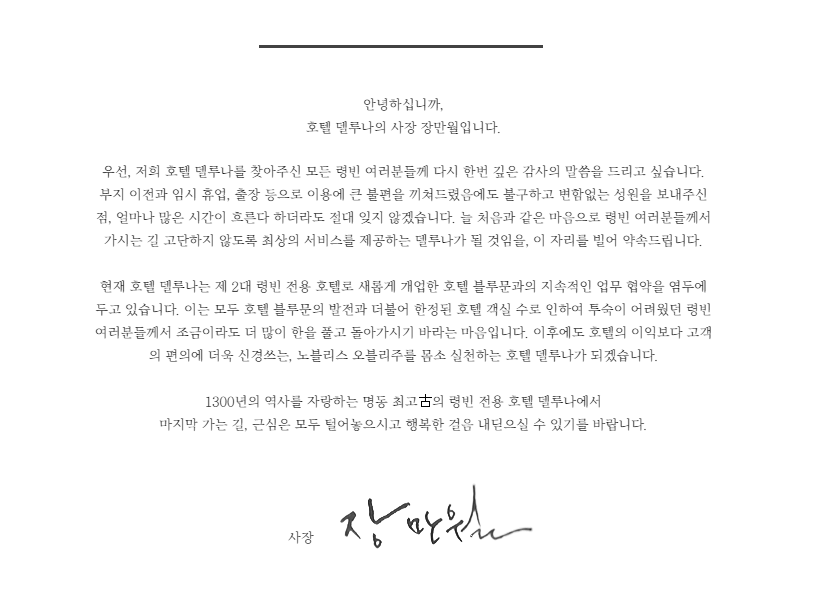 안녕하십니까,
호텔 델루나의 사장 장만월입니다.
우선, 저희 호텔 델루나를 찾아주신 모든 령빈 여러분들께 다시 한번 깊은 감사의 말씀을 드리고 싶습니다.
부지 이전과 임시 휴업, 출장 등으로 이용에 큰 불편을 끼쳐드렸음에도 불구하고 변함없는 성원을 보내주신
점, 얼마나 많은 시간이 흐른다 하더라도 절대 잊지 않겠습니다. 늘 처음과 같은 마음으로 령빈 여러분들께서
가시는 길 고단하지 않도록 최상의 서비스를 제공하는 델루나가 될 것임을, 이 자리를 빌어 약속드립니다.
현재 호텔 델루나는 제 2대 령빈 전용 호텔로 새롭게 개업한 호텔 블루문과의 지속적인 업무 협약을 염두에
두고 있습니다. 이는 모두 호텔 블루문의 발전과 더불어 한정된 호텔 객실 수로 인하여 투숙이 어려웠던 령빈
여러분들께서 조금이라도 더 많이 한을 풀고 돌아가시기 바라는 마음입니다. 이후에도 호텔의 이익보다 고객
의 편의에 더욱 신경쓰는, 노블리스 오블리주를 몸소 실천하는 호텔 델루나가 되겠습니다.
1300년의 역사를 자랑하는 명동 최고古의 령빈 전용 호텔 델루나에서
마지막 가는 길, 근심은 모두 털어놓으시고 행복한 걸음 내딛으실 수 있기를 바랍니다.
사장 장만월